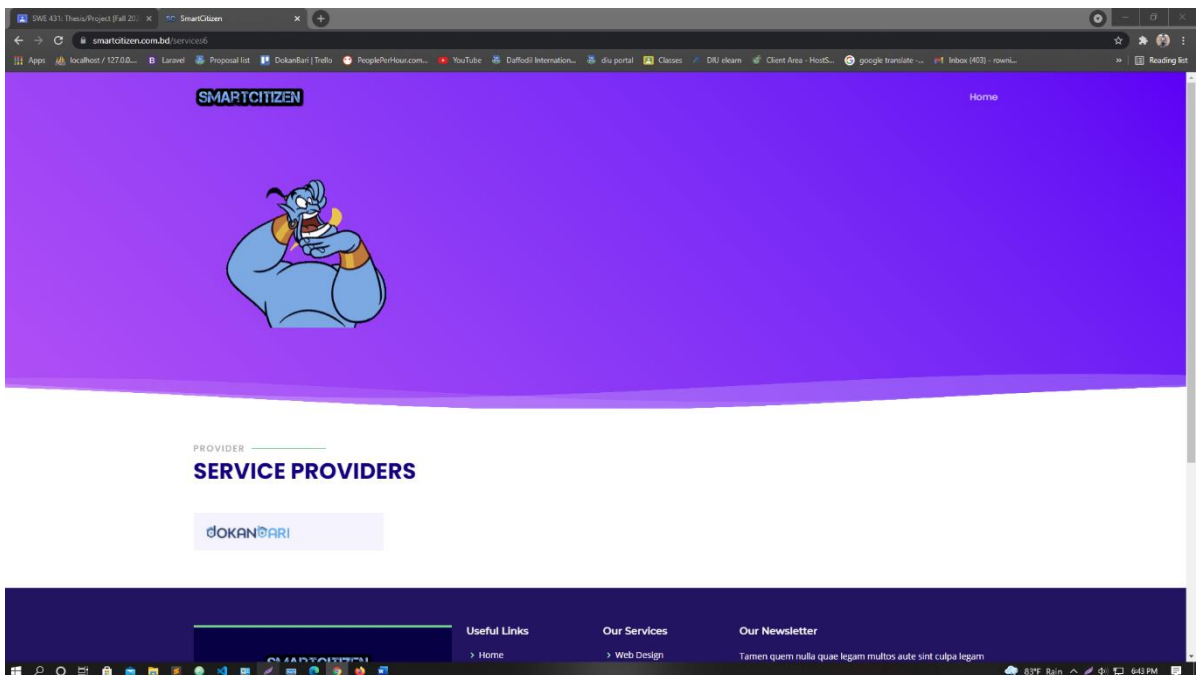 SWE 431: Thesis/Project [Fall 202
SmartCitizen
smartcitizen.com.bd/services6
Apps
localhost / 127.0.0...
Laravel
Proposal list
DokanBari | Trello
PeoplePerHour.com...
YouTube
Daffodil Internation...
diu portal
Classes
DIU elearn
Client Area - HostS...
google translate -...
Inbox (403) - rowni...
»
Reading list
SMARTCITIZEN
Home
PROVIDER
SERVICE PROVIDERS
DOKANBARI
SMARTCITIZEN
Useful Links
> Home
Our Services
> Web Design
Our Newsletter
Tamen quem nulla quae legam multos aute sint culpa legam
83°F Rain
6:43 PM